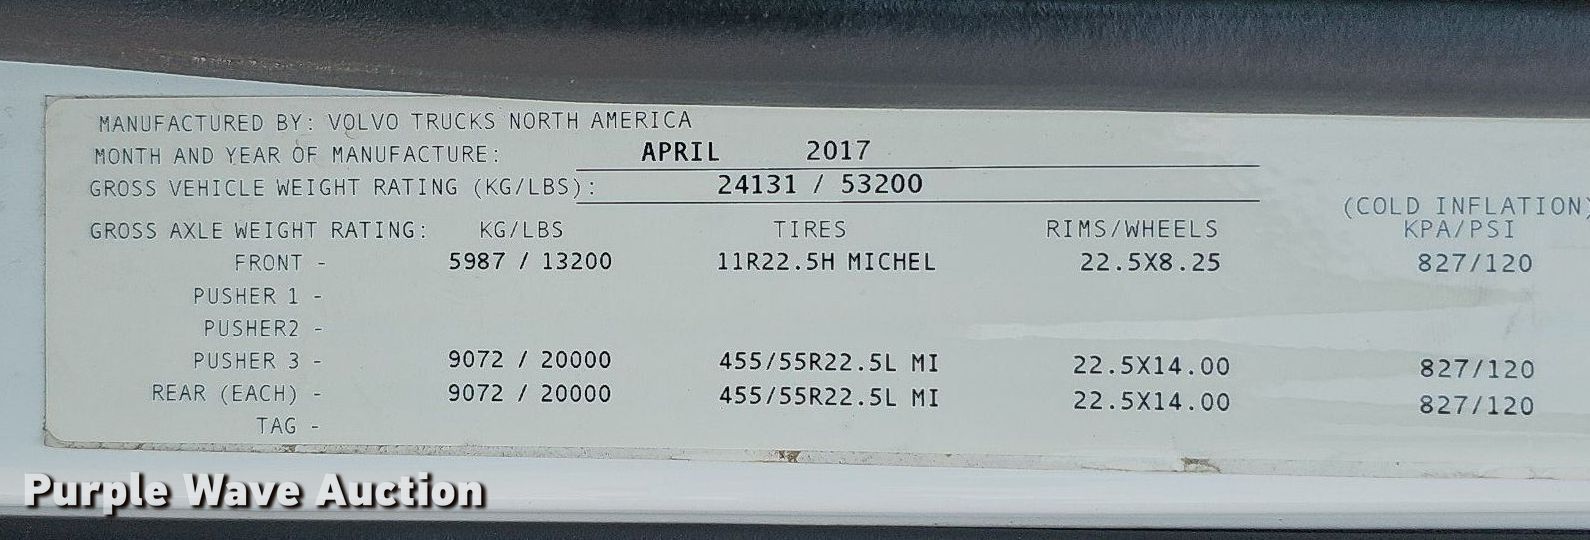 MANUFACTURED BY: VOLVO TRUCKS NORTH AMERICA
MONTH AND YEAR OF MANUFACTURE: APRIL 2017
GROSS VEHICLE WEIGHT RATING (KG/LBS): 24131 / 53200
(COLD INFLATION)
GROSS AXLE WEIGHT RATING: KG/LBS TIRES RIMS/WHEELS KPA/PSI
FRONT - 5987 / 13200 11R22.5H MICHEL 22.5X8.25 827/120
PUSHER 1 -
PUSHER2 -
PUSHER 3 - 9072 / 20000 455/55R22.5L MI 22.5X14.00 827/120
REAR (EACH) - 9072 / 20000 455/55R22.5L MI 22.5X14.00 827/120
TAG -
Purple Wave Auction